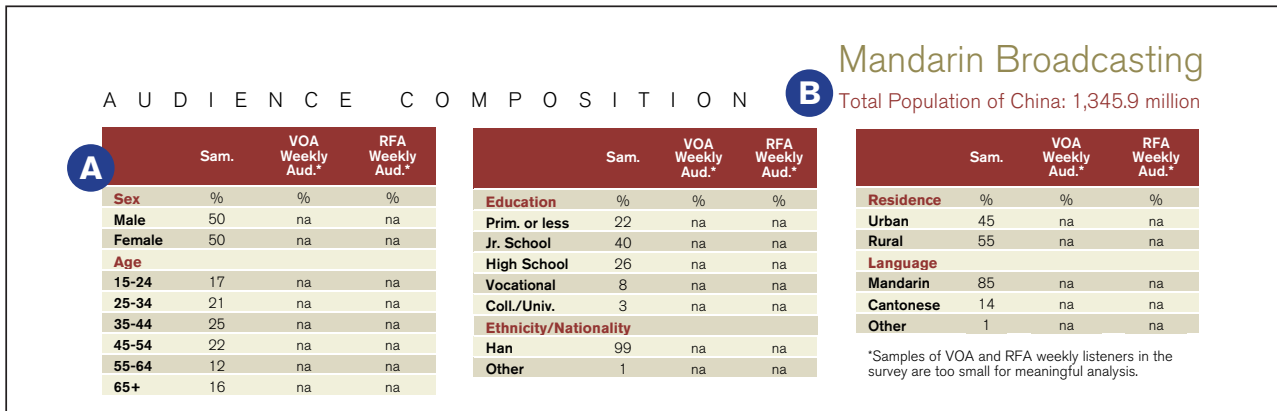 Mandarin Broadcasting
AUDIENCE COMPOSITION
B
Total Population of China: 1,345.9 million
A
Sam. VOA Weekly Aud.* RFA Weekly Aud.*
Sex % % %
Male 50 na na
Female 50 na na
Age
15-24 17 na na
25-34 21 na na
35-44 25 na na
45-54 22 na na
55-64 12 na na
65+ 16 na na
Sam. VOA Weekly Aud.* RFA Weekly Aud.*
Education % % %
Prim. or less 22 na na
Jr. School 40 na na
High School 26 na na
Vocational 8 na na
Coll./Univ. 3 na na
Ethnicity/Nationality
Han 99 na na
Other 1 na na
Sam. VOA Weekly Aud.* RFA Weekly Aud.*
Residence % % %
Urban 45 na na
Rural 55 na na
Language
Mandarin 85 na na
Cantonese 14 na na
Other 1 na na
*Samples of VOA and RFA weekly listeners in the
survey are too small for meaningful analysis.